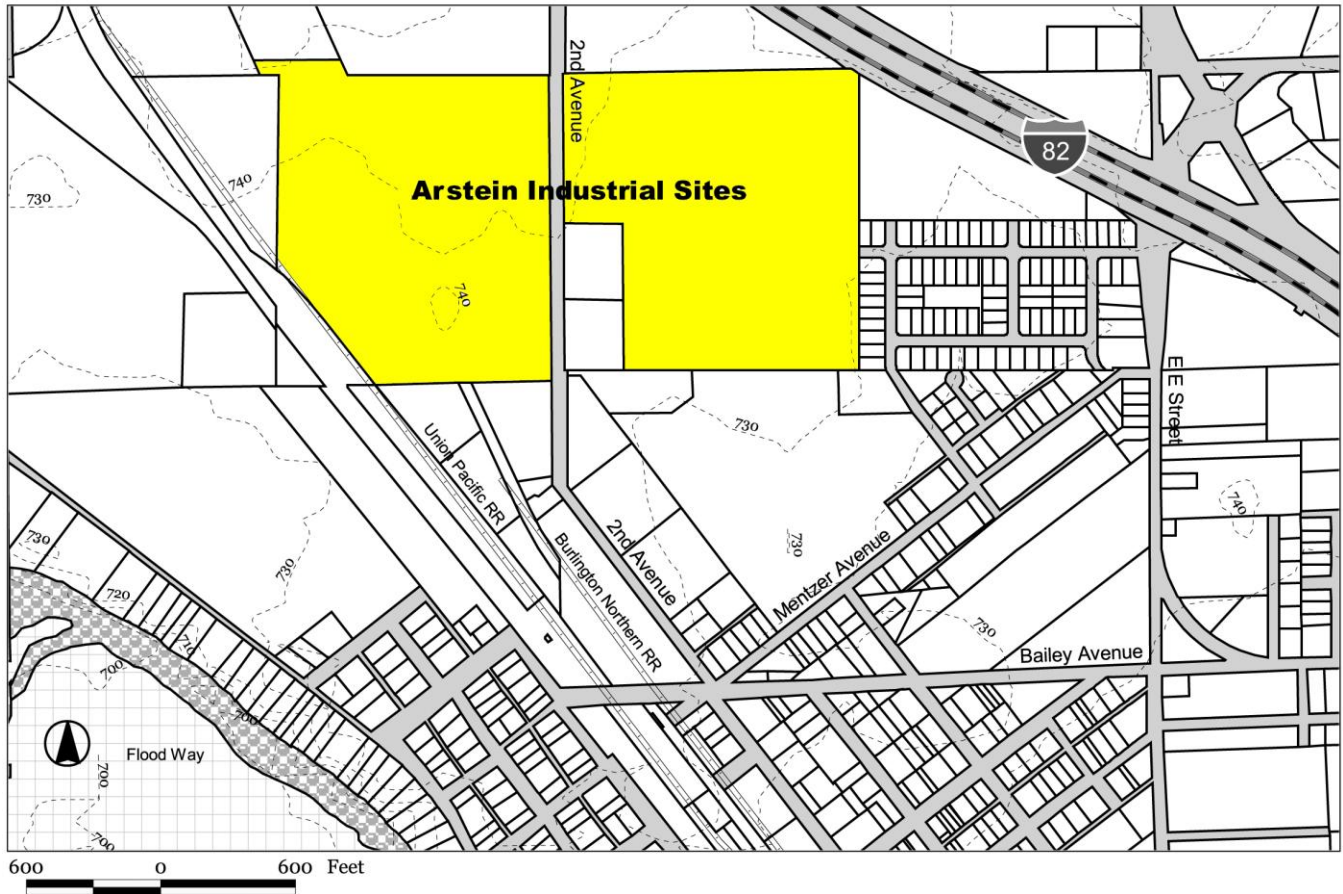 2nd Avenue
82
740
730
Arstein Industrial Sites
740
E E Street
730
Union Pacific RR
740
2nd Avenue
730
Burlington Northern RR
Mentzer Avenue
730
730
720
730
710
Bailey Avenue
700
700
Flood Way
700
700
600 0 600 Feet